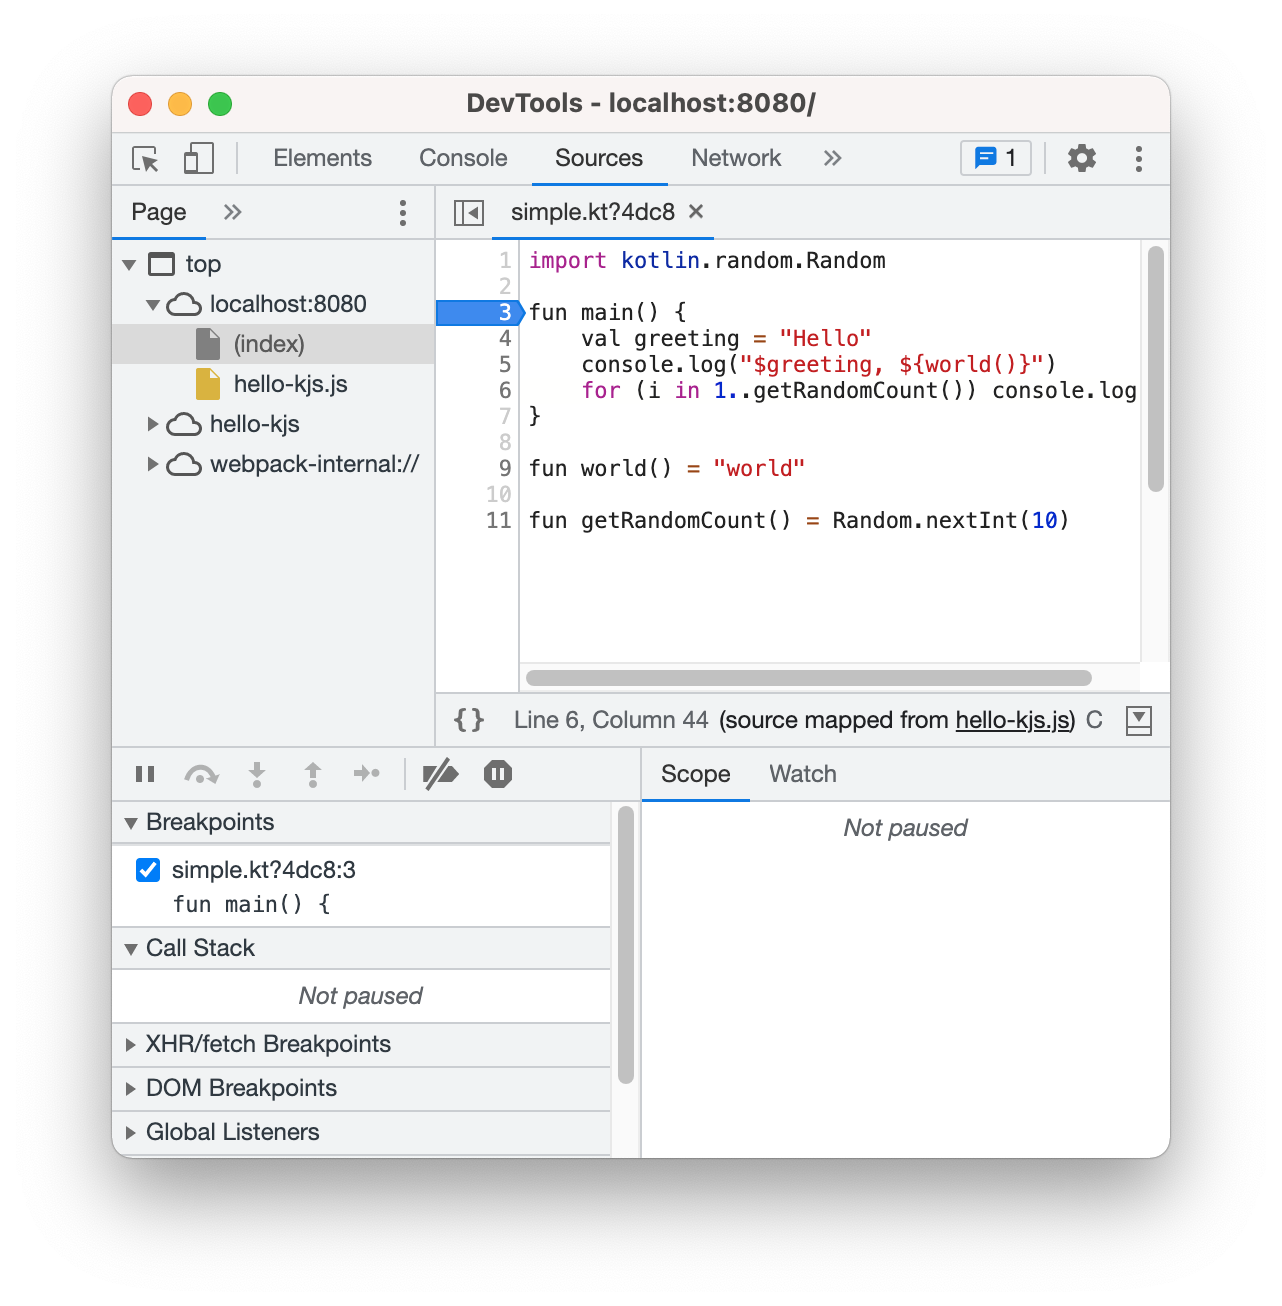 DevTools - localhost:8080/
Elements Console Sources Network 1
Page
simple.kt?4dc8
top
localhost:8080
(index)
hello-kjs.js
hello-kjs
webpack-internal://
1 import kotlin.random.Random
2
3 fun main() {
4     val greeting = "Hello"
5     console.log("$greeting, ${world()}")
6     for (i in 1..getRandomCount()) console.log
7 }
8
9 fun world() = "world"
10
11 fun getRandomCount() = Random.nextInt(10)
{} Line 6, Column 44 (source mapped from hello-kjs.js) C
Breakpoints
simple.kt?4dc8:3
fun main() {
Call Stack
Not paused
XHR/fetch Breakpoints
DOM Breakpoints
Global Listeners
Scope Watch
Not paused